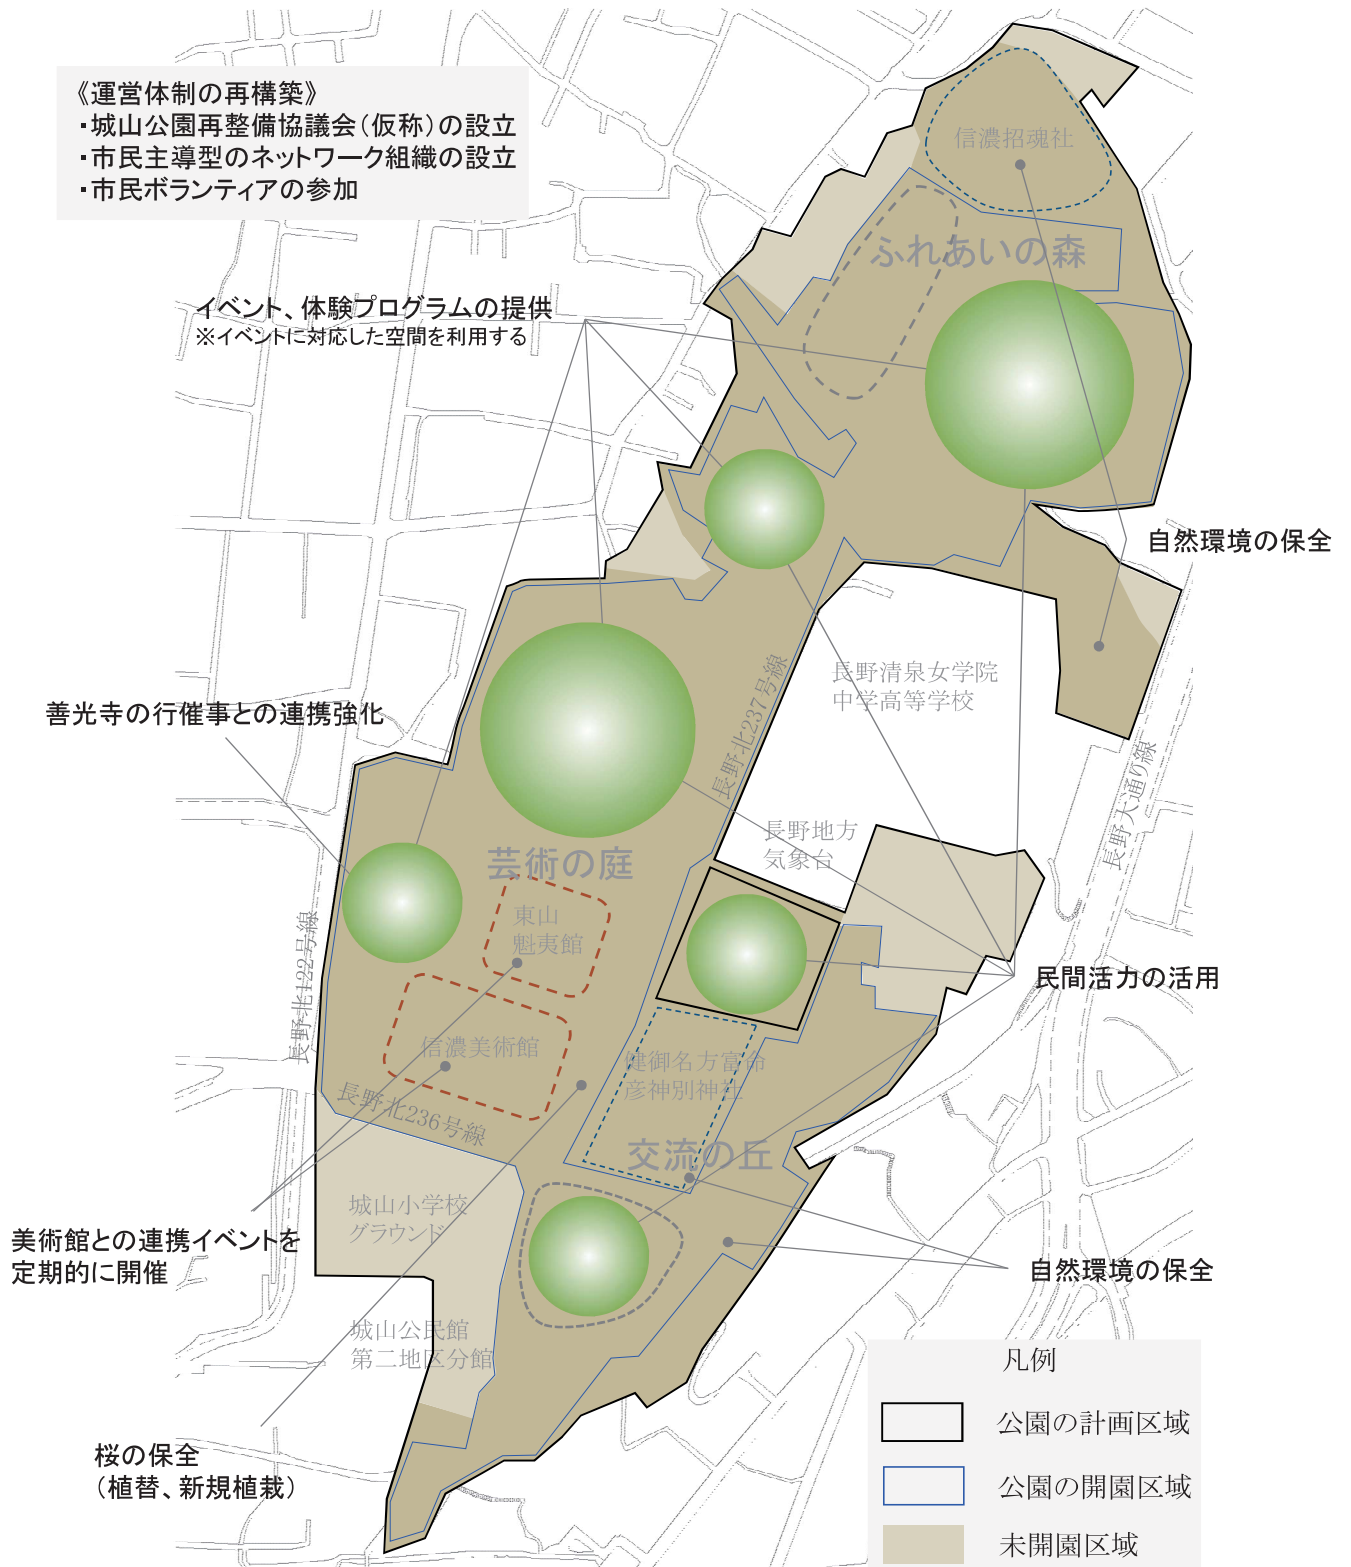 《運営体制の再構築》
・城山公園再整備協議会（仮称）の設立
・市民主導型のネットワーク組織の設立
・市民ボランティアの参加
信濃招魂社
ふれあいの森
イベント、体験プログラムの提供
※イベントに対応した空間を利用する
自然環境の保全
長野清泉女学院
中学高等学校
長野北237号線
善光寺の行催事との連携強化
長野大通り線
長野地方
気象台
芸術の庭
東山
魁夷館
長野北122号線
民間活力の活用
信濃美術館
健御名方富命
彦神別神社
長野北236号線
交流の丘
城山小学校
グラウンド
美術館との連携イベントを
定期的に開催
自然環境の保全
城山公民館
第二地区分館
桜の保全
（植替、新規植栽）
凡例
公園の計画区域
公園の開園区域
未開園区域